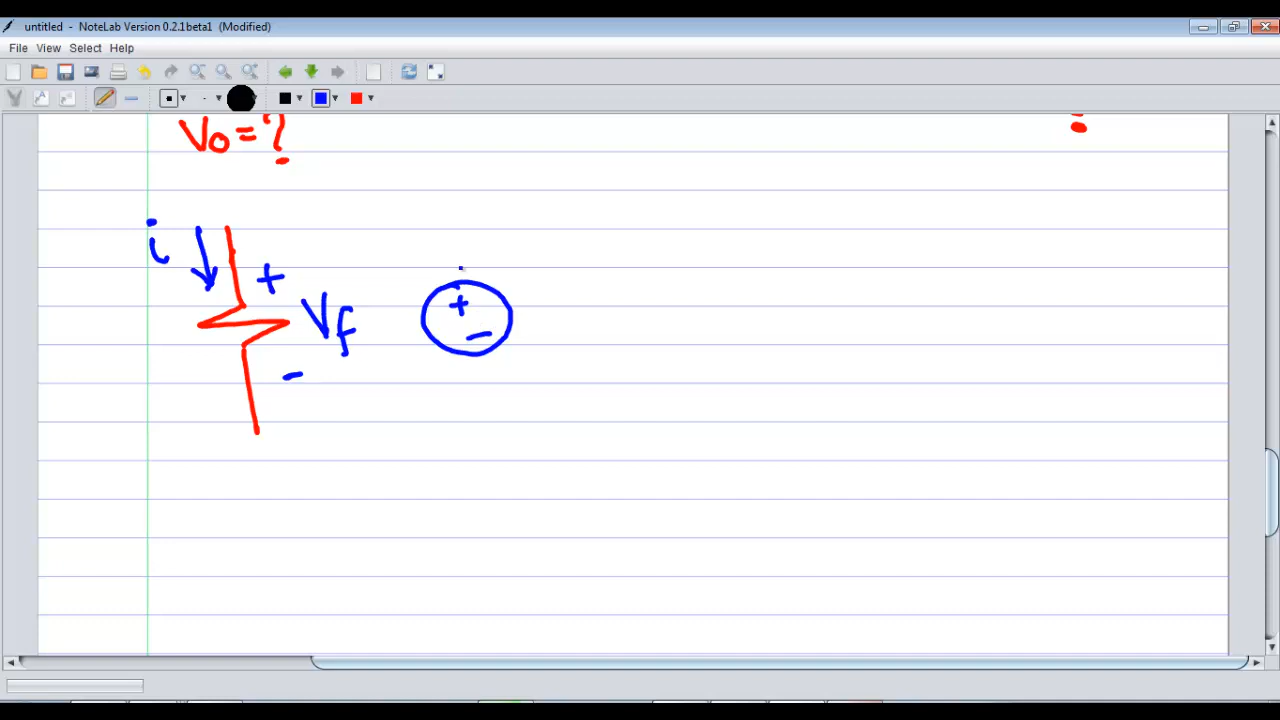 untitled - NoteLab Version 0.2.1beta1 (Modified)
File View Select Help
Vo=?
i
+
Vf
-
+
-